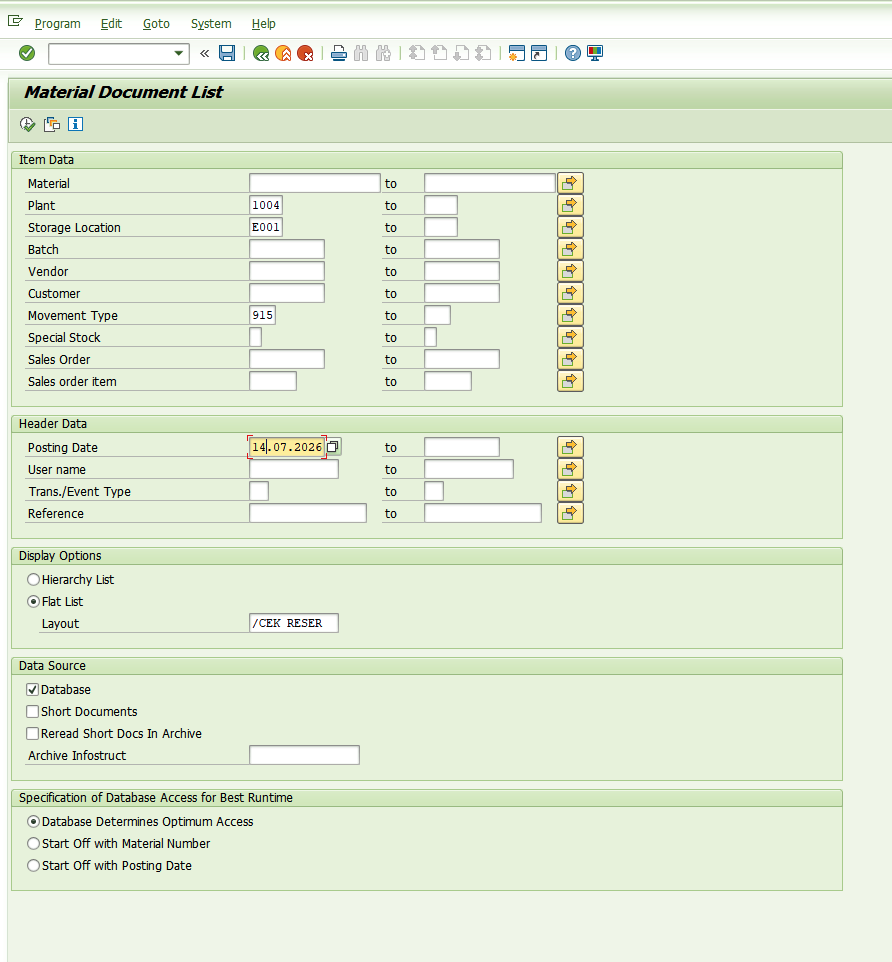 Program Edit Goto System Help
Material Document List
Item Data
Material to
Plant 1004 to
Storage Location E001 to
Batch to
Vendor to
Customer to
Movement Type 915 to
Special Stock to
Sales Order to
Sales order item to
Header Data
Posting Date 14.07.2026 to
User name to
Trans./Event Type to
Reference to
Display Options
Hierarchy List
Flat List
Layout /CEK RESER
Data Source
Database
Short Documents
Reread Short Docs In Archive
Archive Infostruct
Specification of Database Access for Best Runtime
Database Determines Optimum Access
Start Off with Material Number
Start Off with Posting Date